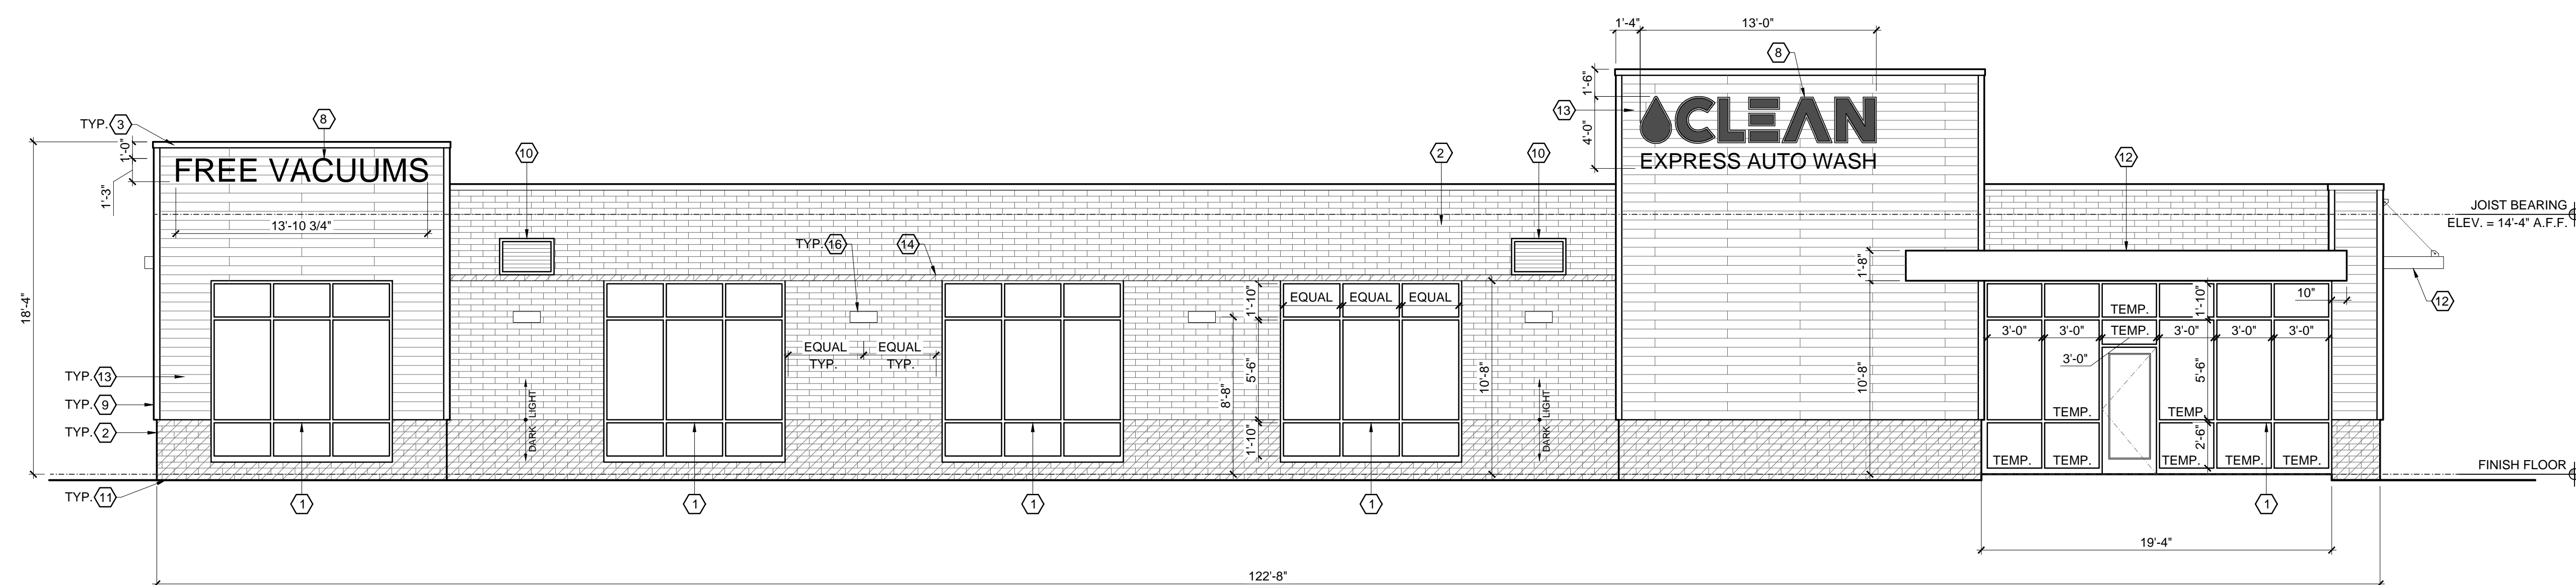 1'-4"
13'-0"
8
1'-6"
13
4'-0"
CLEAN
EXPRESS AUTO WASH
TYP. 3
8
1'-0"
1'-3"
FREE VACUUMS
13'-10 3/4"
18'-4"
10
2
10
12
JOIST BEARING
ELEV. = 14'-4" A.F.F.
TYP. 16
14
1'-8"
12
EQUAL EQUAL EQUAL
1'-10"
EQUAL EQUAL
TYP. TYP.
5'-6"
8'-8"
10'-8"
10'-8"
1'-10"
LIGHT
DARK
LIGHT
DARK
10"
1'-10"
TEMP.
3'-0" 3'-0" TEMP. 3'-0" 3'-0" 3'-0"
3'-0"
5'-6"
TEMP. TEMP.
2'-6"
TEMP. TEMP. TEMP. TEMP. TEMP.
TYP. 13
TYP. 9
TYP. 2
TYP. 11
FINISH FLOOR
1
1
1
1
1
19'-4"
122'-8"